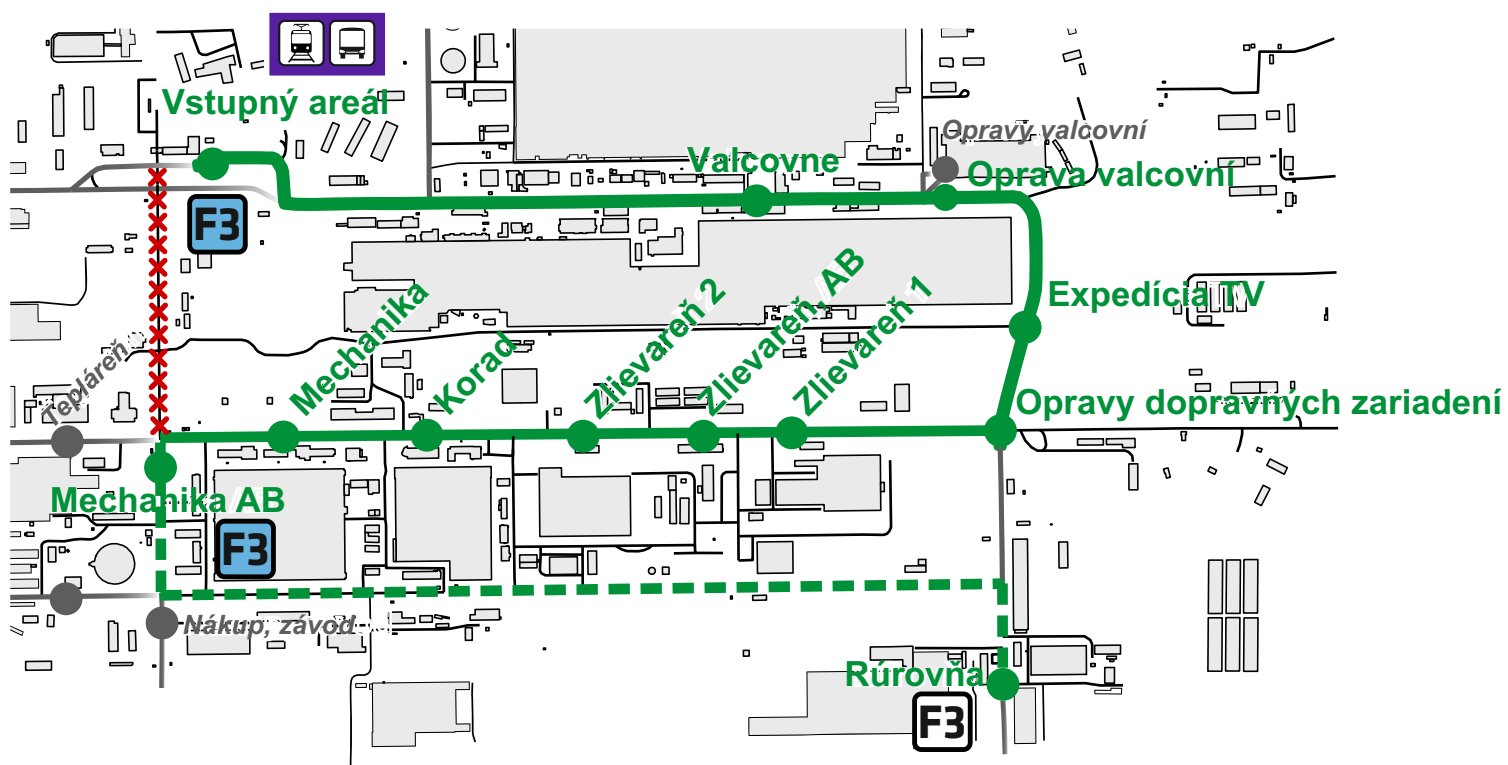 Vstupný areál
Opravy valcovní
Valcovne
Oprava valcovní
F3
Expedícia TV
Mechanika
Korad
Zlievareň 2
Zlievareň, AB
Zlievareň 1
Tepláreň
Opravy dopravných zariadení
Mechanika AB
F3
Nákup, závod
Rúrovňa
F3